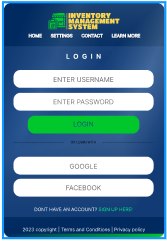 INVENTORY
MANAGEMENT
SYSTEM
HOME SETTINGS CONTACT LEARN MORE
LOGIN
ENTER USERNAME
ENTER PASSWORD
LOGIN
GOOGLE
FACEBOOK
DONT HAVE AN ACCOUNT? SIGN UP HERE
2023 copyright | Terms and Conditions | Privacy policy